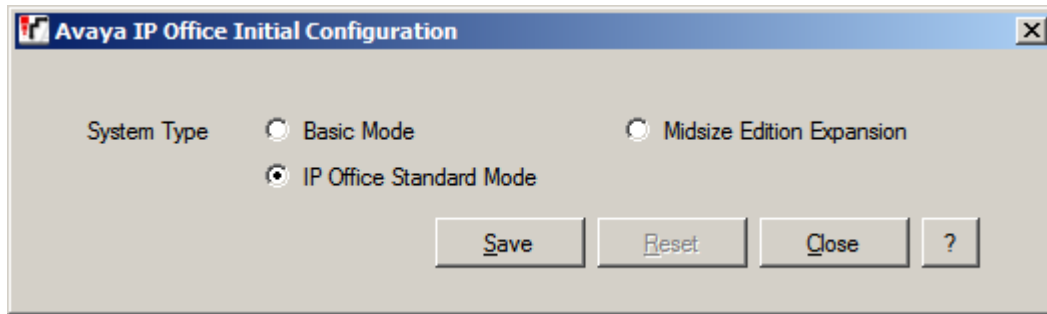 Avaya IP Office Initial Configuration
System Type Basic Mode Midsize Edition Expansion
IP Office Standard Mode
Save Reset Close ?